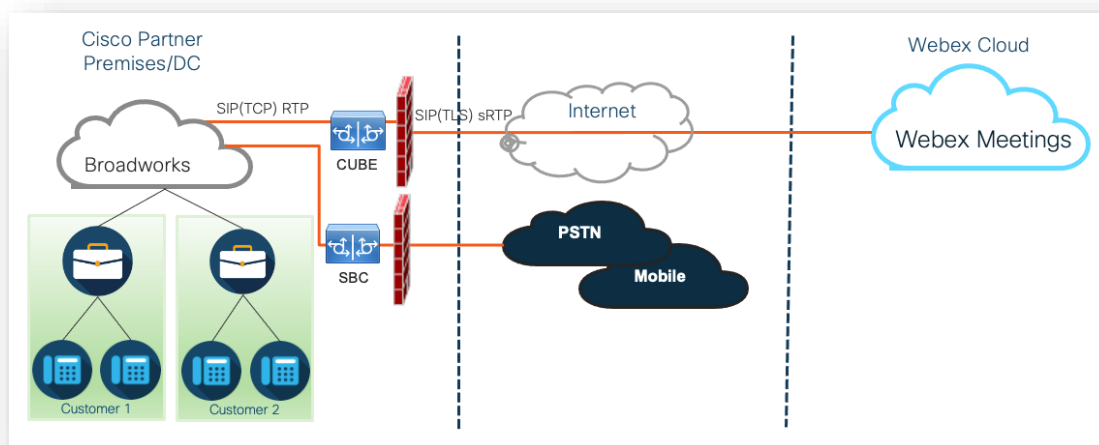 Cisco Partner
Premises/DC
Webex Cloud
SIP(TCP) RTP
SIP(TLS) sRTP
Internet
Broadworks
CUBE
Webex Meetings
PSTN
SBC
Mobile
Customer 1
Customer 2